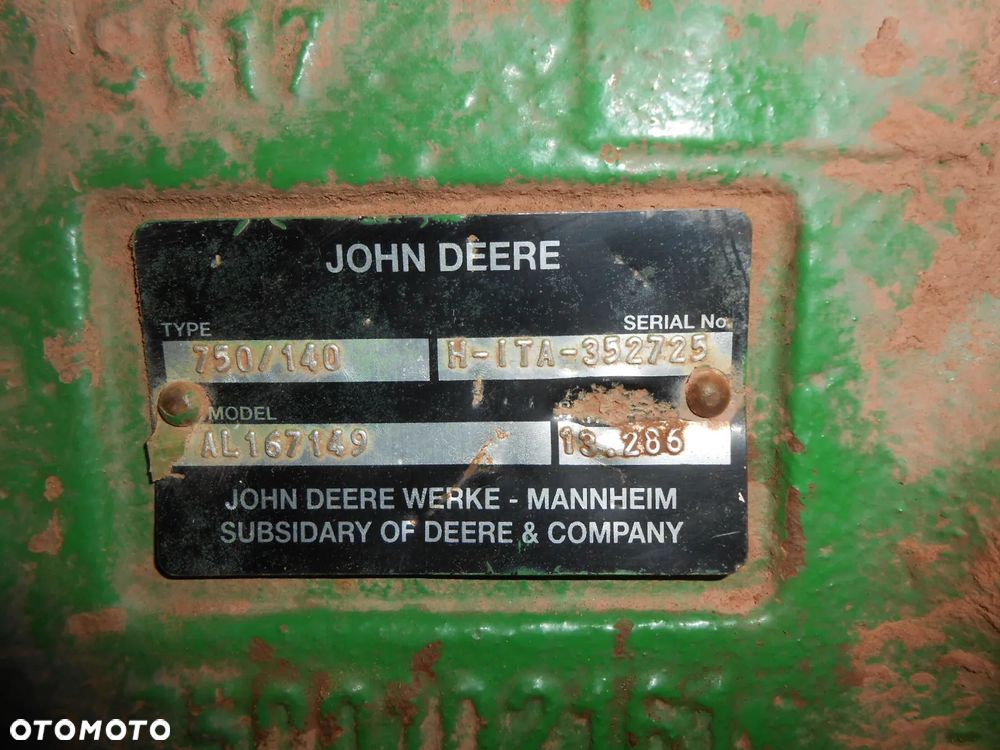 JOHN DEERE
TYPE
SERIAL No.
750/140
H-ITA-352725
MODEL
AL167149
13.286
JOHN DEERE WERKE - MANNHEIM
SUBSIDARY OF DEERE & COMPANY
OTOMOTO